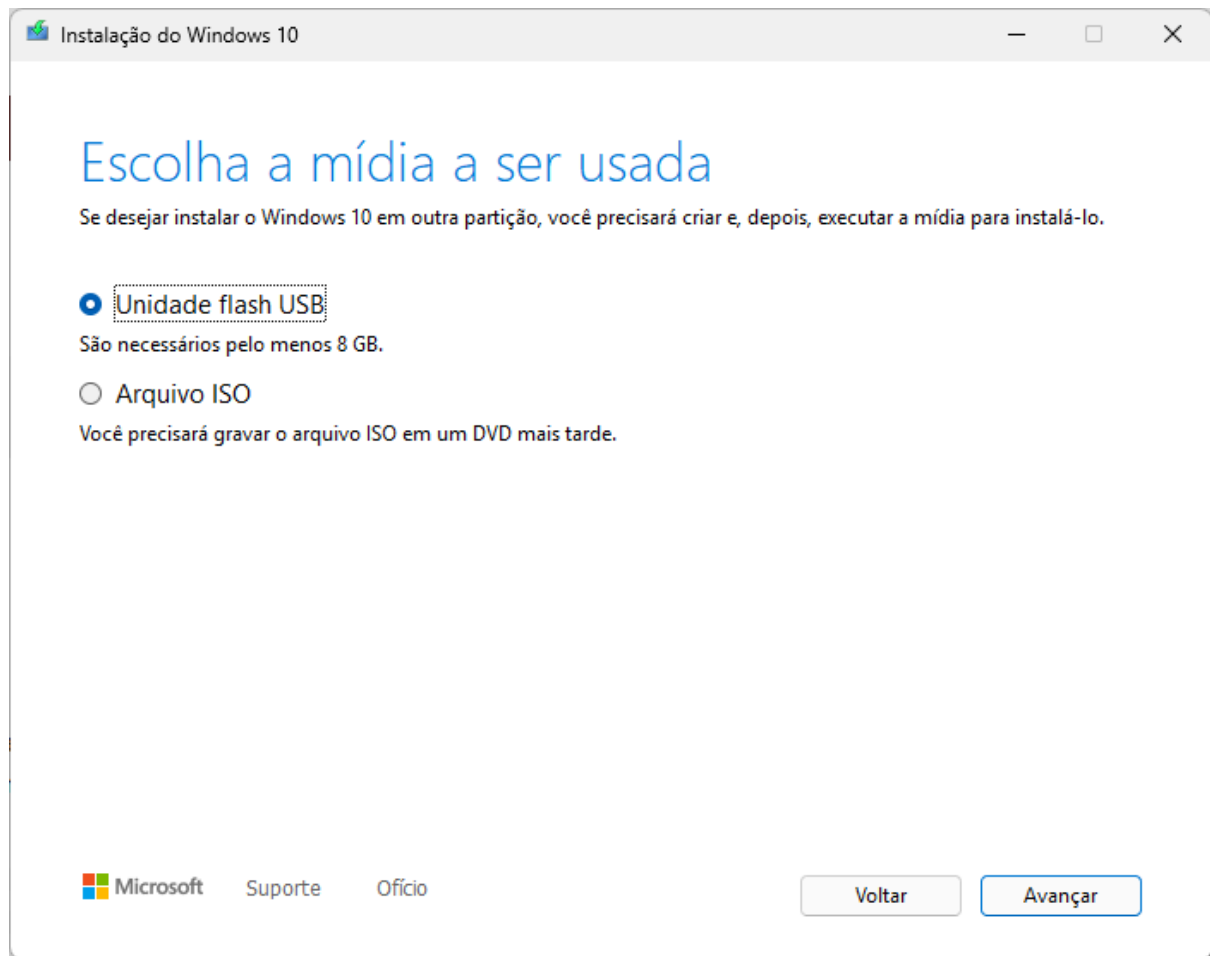 Instalação do Windows 10
Escolha a mídia a ser usada
Se desejar instalar o Windows 10 em outra partição, você precisará criar e, depois, executar a mídia para instalá-lo.
Unidade flash USB
São necessários pelo menos 8 GB.
Arquivo ISO
Você precisará gravar o arquivo ISO em um DVD mais tarde.
Microsoft Suporte Ofício Voltar Avançar